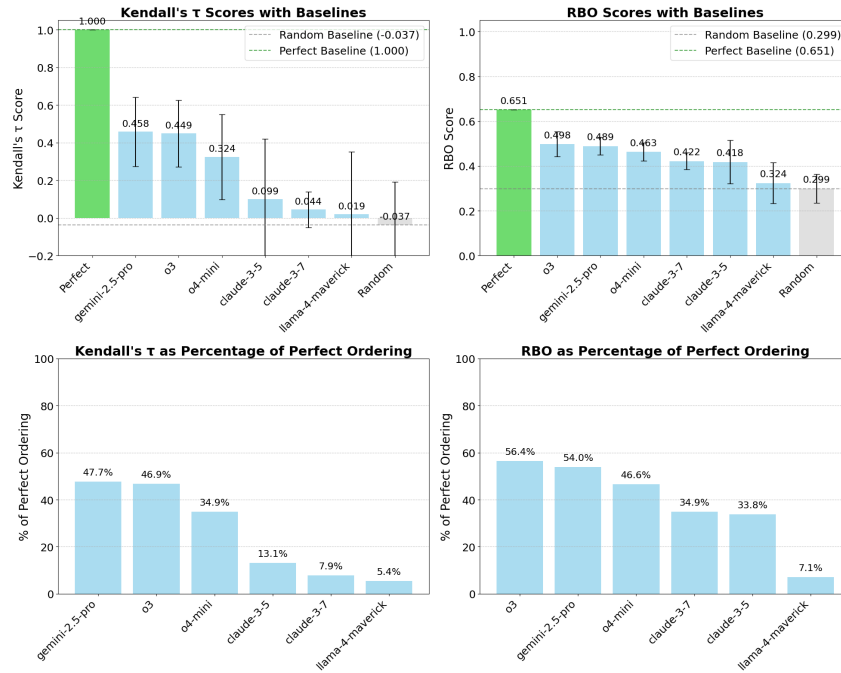 Kendall's τ Scores with Baselines
Kendall's τ Score
1.0
0.8
0.6
0.4
0.2
0.0
−0.2
1.000
0.458
0.449
0.324
0.099
0.044
0.019
-0.037
Random Baseline (-0.037)
Perfect Baseline (1.000)
Perfect
gemini-2.5-pro
o3
o4-mini
claude-3-5
claude-3-7
llama-4-maverick
Random
RBO Scores with Baselines
RBO Score
1.0
0.8
0.6
0.4
0.2
0.0
0.651
0.498
0.489
0.463
0.422
0.418
0.324
0.299
Random Baseline (0.299)
Perfect Baseline (0.651)
Perfect
o3
gemini-2.5-pro
o4-mini
claude-3-7
claude-3-5
llama-4-maverick
Random
Kendall's τ as Percentage of Perfect Ordering
% of Perfect Ordering
100
80
60
40
20
0
47.7%
46.9%
34.9%
13.1%
7.9%
5.4%
gemini-2.5-pro
o3
o4-mini
claude-3-5
claude-3-7
llama-4-maverick
RBO as Percentage of Perfect Ordering
% of Perfect Ordering
100
80
60
40
20
0
56.4%
54.0%
46.6%
34.9%
33.8%
7.1%
o3
gemini-2.5-pro
o4-mini
claude-3-7
claude-3-5
llama-4-maverick